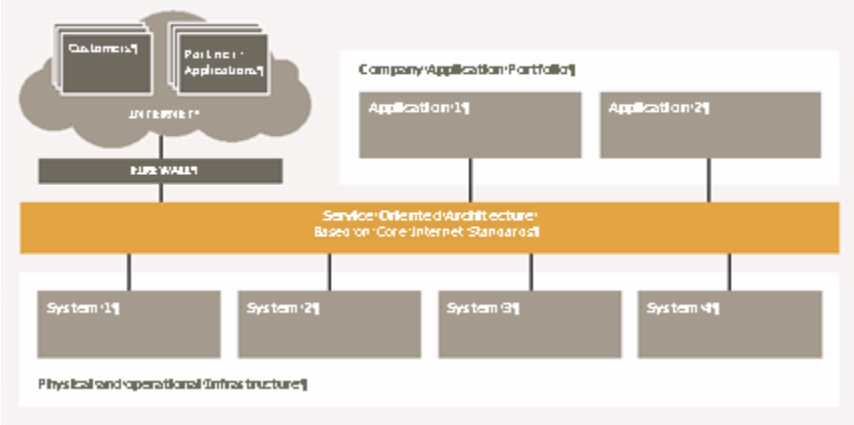 Customers¶
Partner·
Applications¶
INTERNET¶
FIREWALL¶
Company·Application·Portfolio¶
Application·1¶
Application·2¶
Service·Oriented·Architecture·
Based·on·Core·Internet·Standards¶
System·1¶
System·2¶
System·3¶
System·4¶
Physical·and·operational·Infrastructure¶